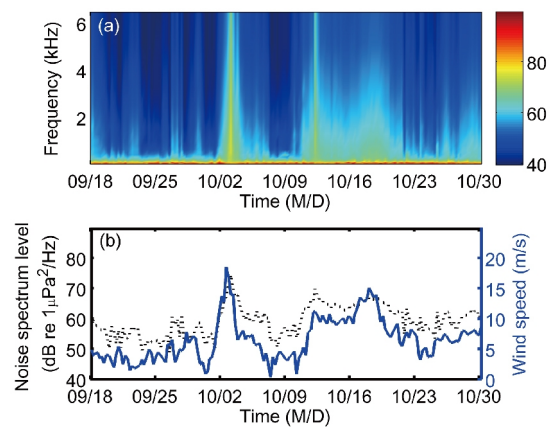 (a)
Frequency (kHz)
6
4
2
80
60
40
09/18 09/25 10/02 10/09 10/16 10/23 10/30
Time (M/D)
(b)
Noise spectrum level
(dB re 1μPa²/Hz)
80
70
60
50
40
Wind speed (m/s)
20
15
10
5
0
09/18 09/25 10/02 10/09 10/16 10/23 10/30
Time (M/D)